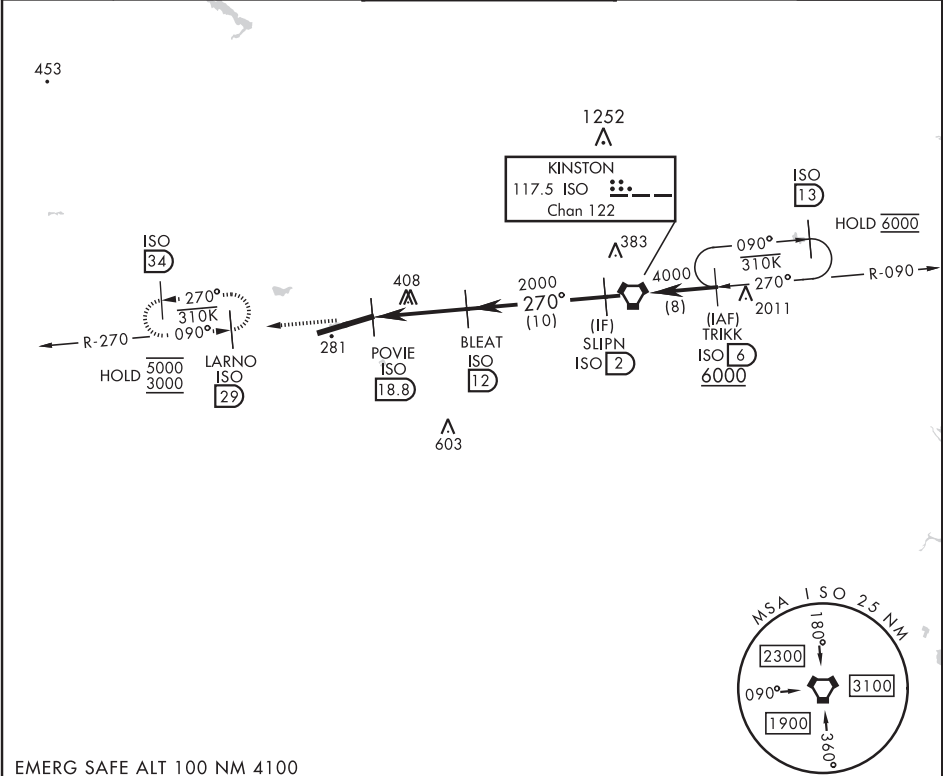 453
1252
KINSTON
117.5 ISO
Chan 122
ISO
13
HOLD 6000
383
090°
310K
270°
R-090
ISO
34
408
2000
270°
(10)
4000
(8)
2011
270°
310K
090°
R-270
281
(IF)
SLIPN
ISO 2
(IAF)
TRIKK
ISO 6
6000
POVIE
ISO
18.8
BLEAT
ISO
12
LARNO
ISO
29
HOLD 5000
3000
603
MSA ISO 25 NM
180°
2300
090°
3100
1900
360°
EMERG SAFE ALT 100 NM 4100